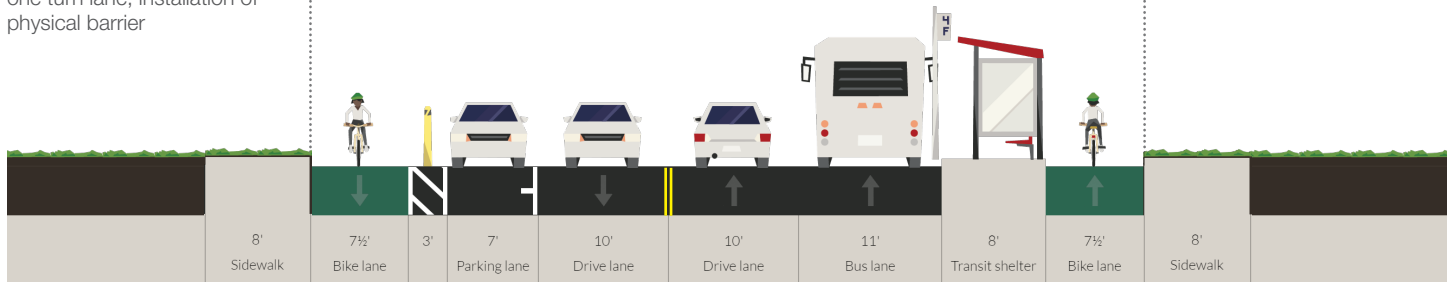 physical barrier
4
F
8' 7½' 3' 7' 10' 10' 11' 8' 7½' 8'
Sidewalk Bike lane Parking lane Drive lane Drive lane Bus lane Transit shelter Bike lane Sidewalk